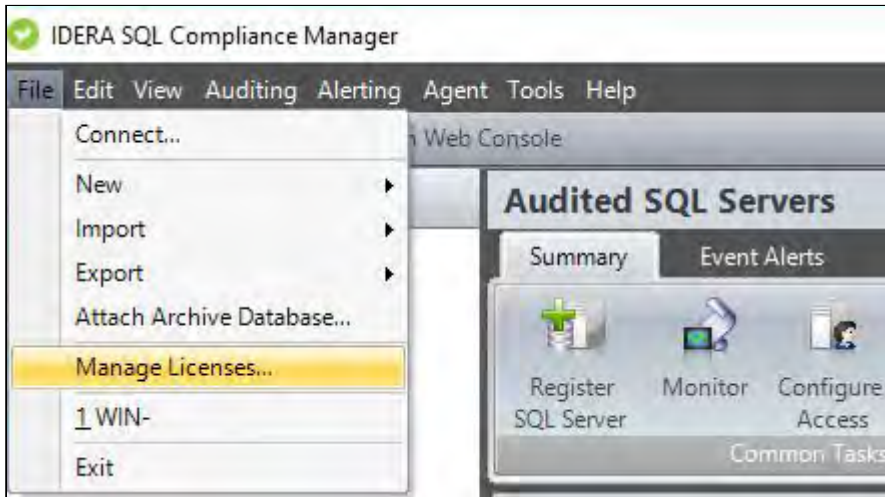 IDERA SQL Compliance Manager
File Edit View Auditing Alerting Agent Tools Help
Connect...
Web Console
New
Import
Export
Attach Archive Database...
Manage Licenses...
1 WIN-
Exit
Audited SQL Servers
Summary Event Alerts
Register SQL Server
Monitor
Configure Access
Common Tasks